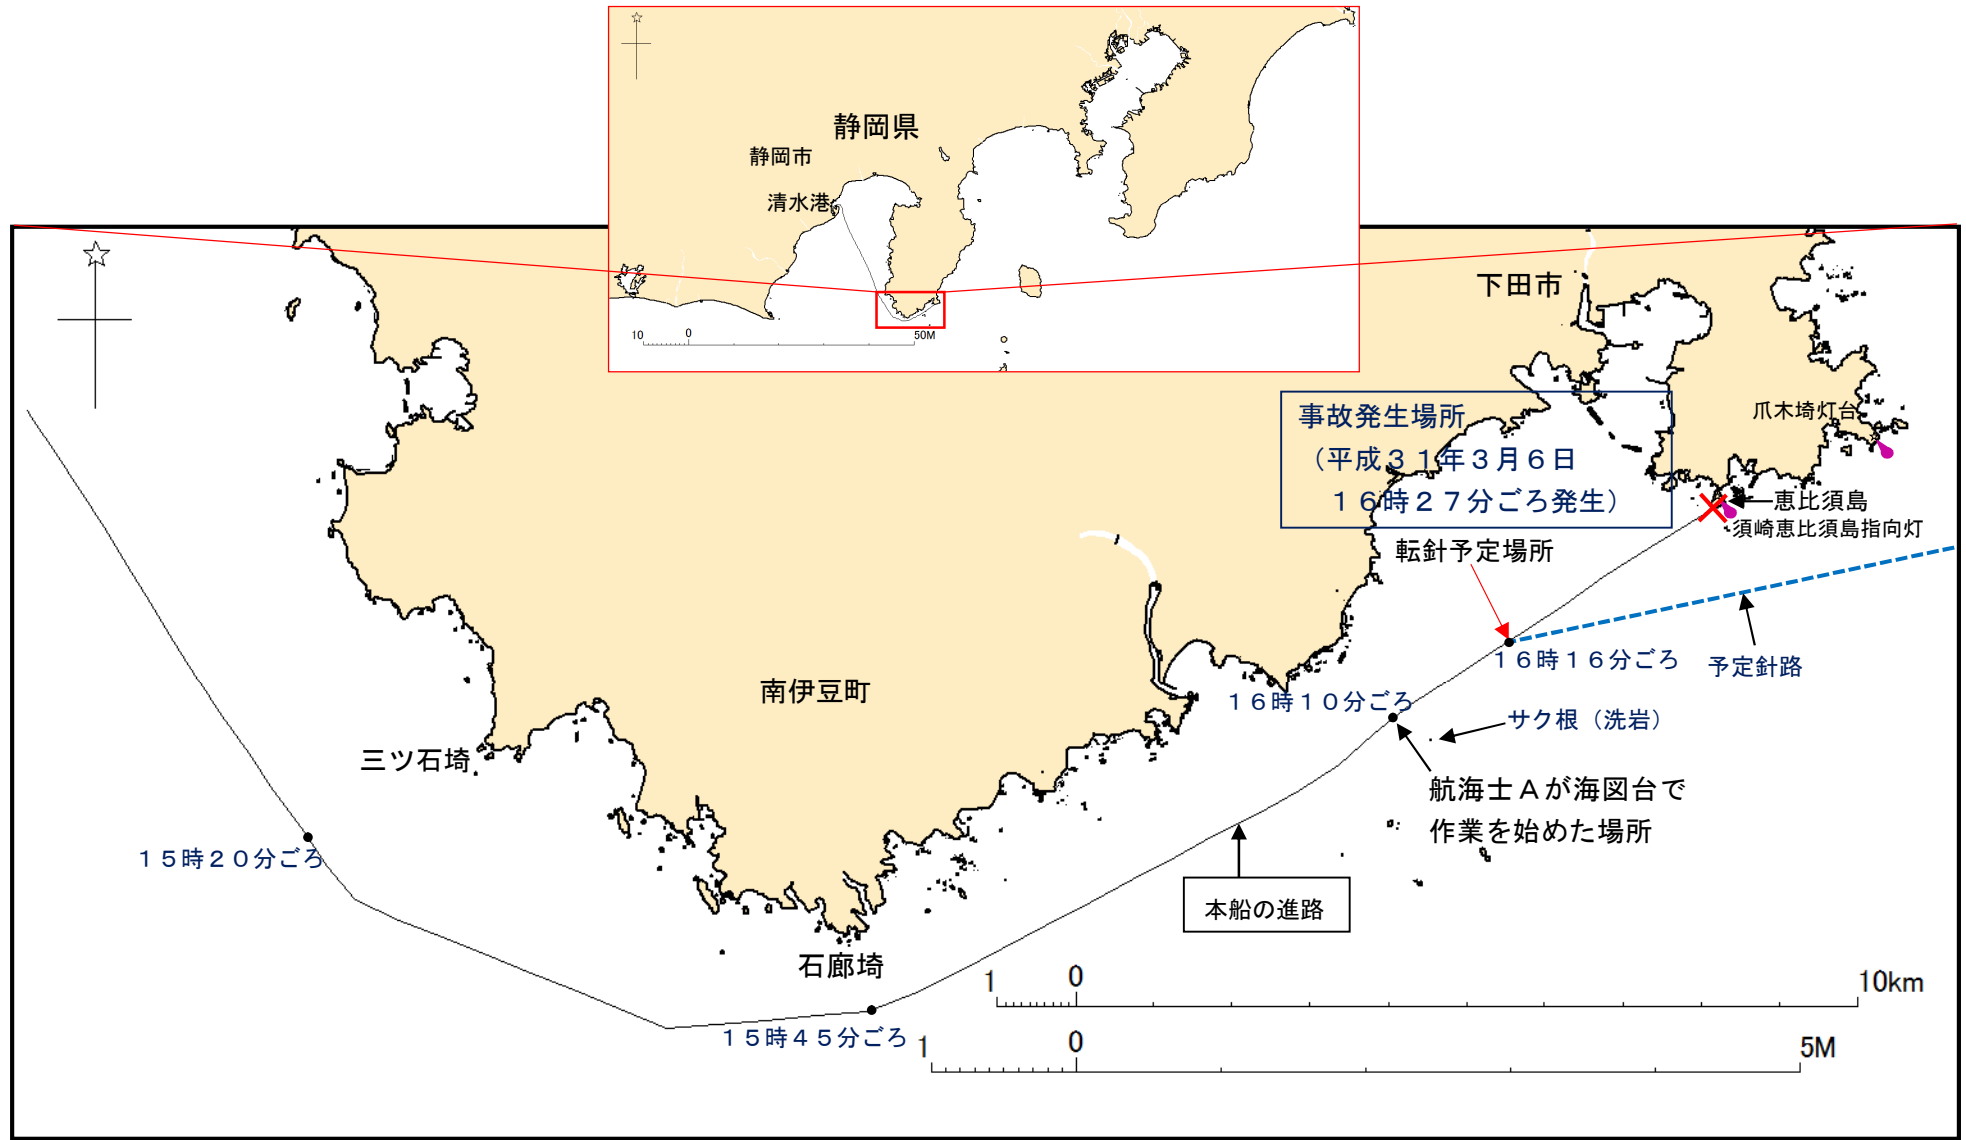 静岡県
静岡市
清水港
10
0
50M
下田市
事故発生場所
（平成３１年３月６日
１６時２７分ごろ発生）
爪木埼灯台
恵比須島
須崎恵比須島指向灯
転針予定場所
１６時１６分ごろ
予定針路
南伊豆町
１６時１０分ごろ
サク根（洗岩）
三ツ石埼
航海士Ａが海図台で
作業を始めた場所
１５時２０分ごろ
本船の進路
石廊埼
１５時４５分ごろ
1
0
10km
1
0
5M